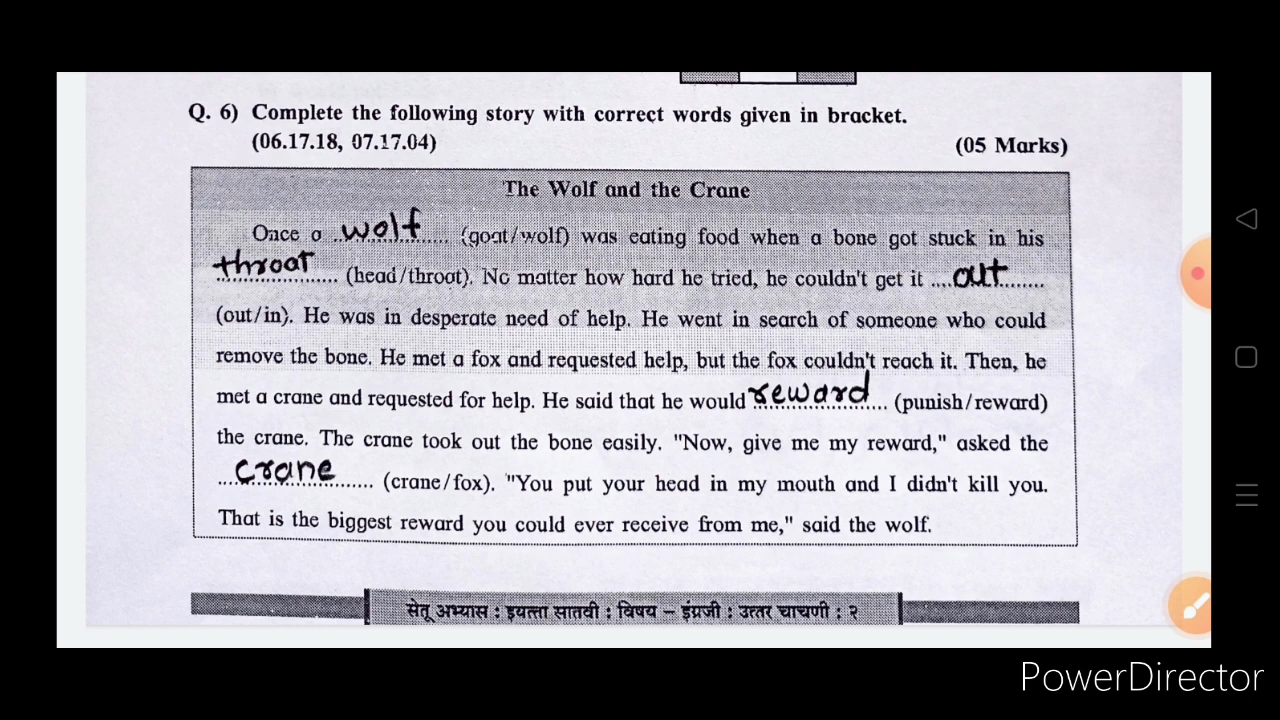 Q. 6) Complete the following story with correct words given in bracket.
(06.17.18, 07.17.04) (05 Marks)
The Wolf and the Crane
Once a ..wolf.... (goat/wolf) was eating food when a bone got stuck in his
throat (head/throat). No matter how hard he tried, he couldn't get it ....out........
(out/in). He was in desperate need of help. He went in search of someone who could
remove the bone. He met a fox and requested help, but the fox couldn't reach it. Then, he
met a crane and requested for help. He said that he would reward... (punish/reward)
the crane. The crane took out the bone easily. "Now, give me my reward," asked the
...crane...... (crane/fox). "You put your head in my mouth and I didn't kill you.
That is the biggest reward you could ever receive from me," said the wolf.
सेतू अभ्यास : इयत्ता सातवी : विषय – इंग्रजी : उत्तर चाचणी : २
PowerDirector